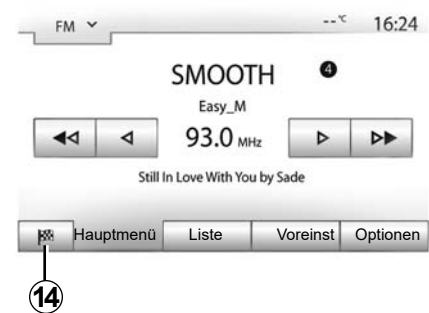 FM --°C 16:24
SMOOTH 4
Easy_M
93.0 MHz
Still In Love With You by Sade
Hauptmenü Liste Voreinst Optionen
14